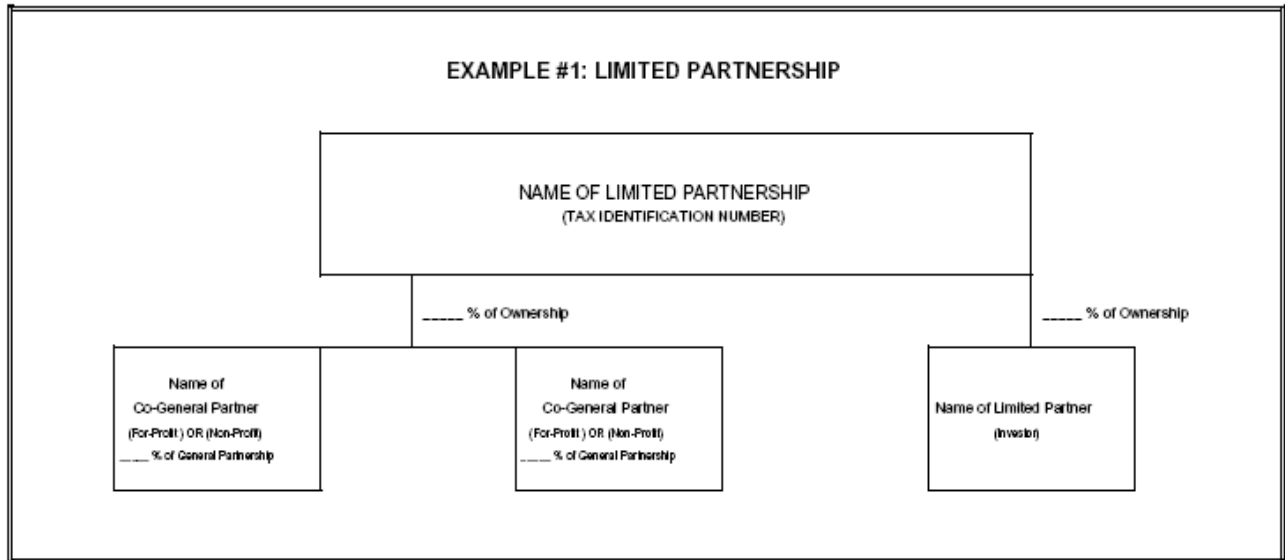 EXAMPLE #1: LIMITED PARTNERSHIP
NAME OF LIMITED PARTNERSHIP
(TAX IDENTIFICATION NUMBER)
_____ % of Ownership
_____ % of Ownership
Name of
Co-General Partner
(For-Profit ) OR (Non-Profit)
_____ % of General Partnership
Name of
Co-General Partner
(For-Profit ) OR (Non-Profit)
_____ % of General Partnership
Name of Limited Partner
(Investor)